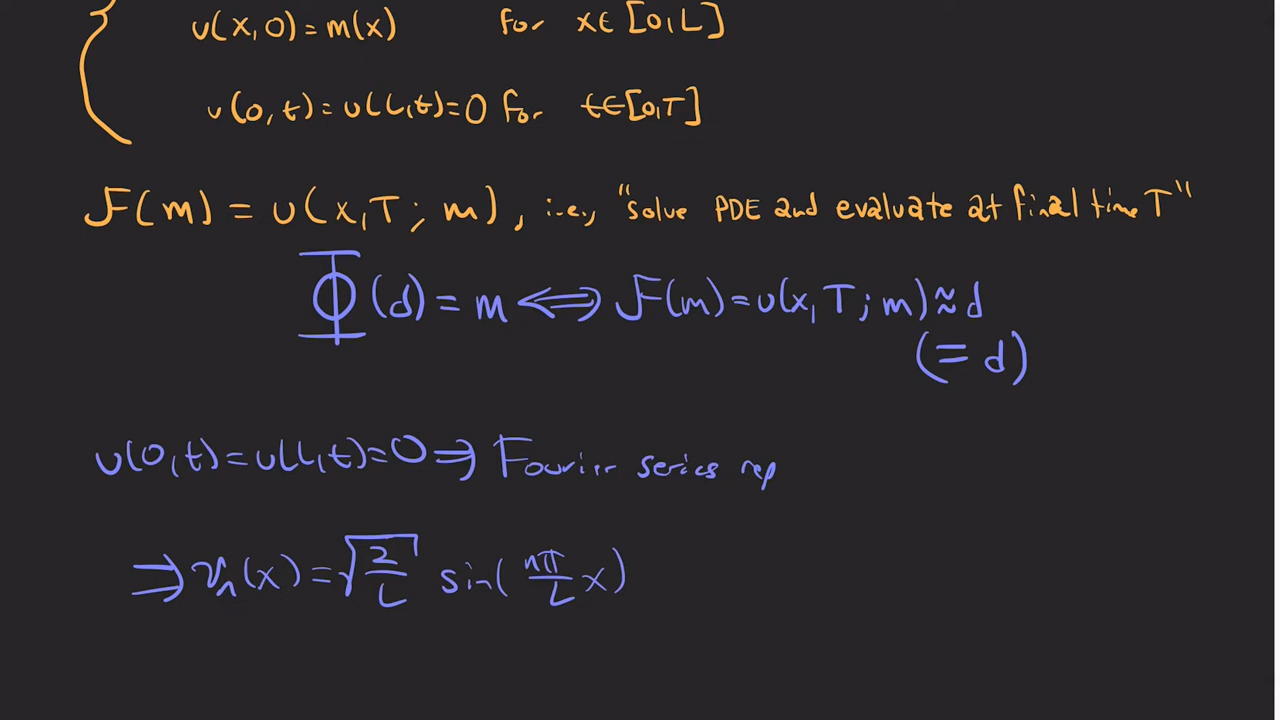 u(x,0)=m(x) for x∈[0,L]
u(0,t)=u(L,t)=0 for t∈[0,T]
F(m) = u(x,T; m), i.e., "solve PDE and evaluate at final time T"
Φ(d) = m ⟺ F(m)=u(x,T; m)≈d
(= d)
u(0,t)=u(L,t)=0 ⇒ Fourier series rep
⇒ vₙ(x)=√(2/L) sin(nπ/L x)